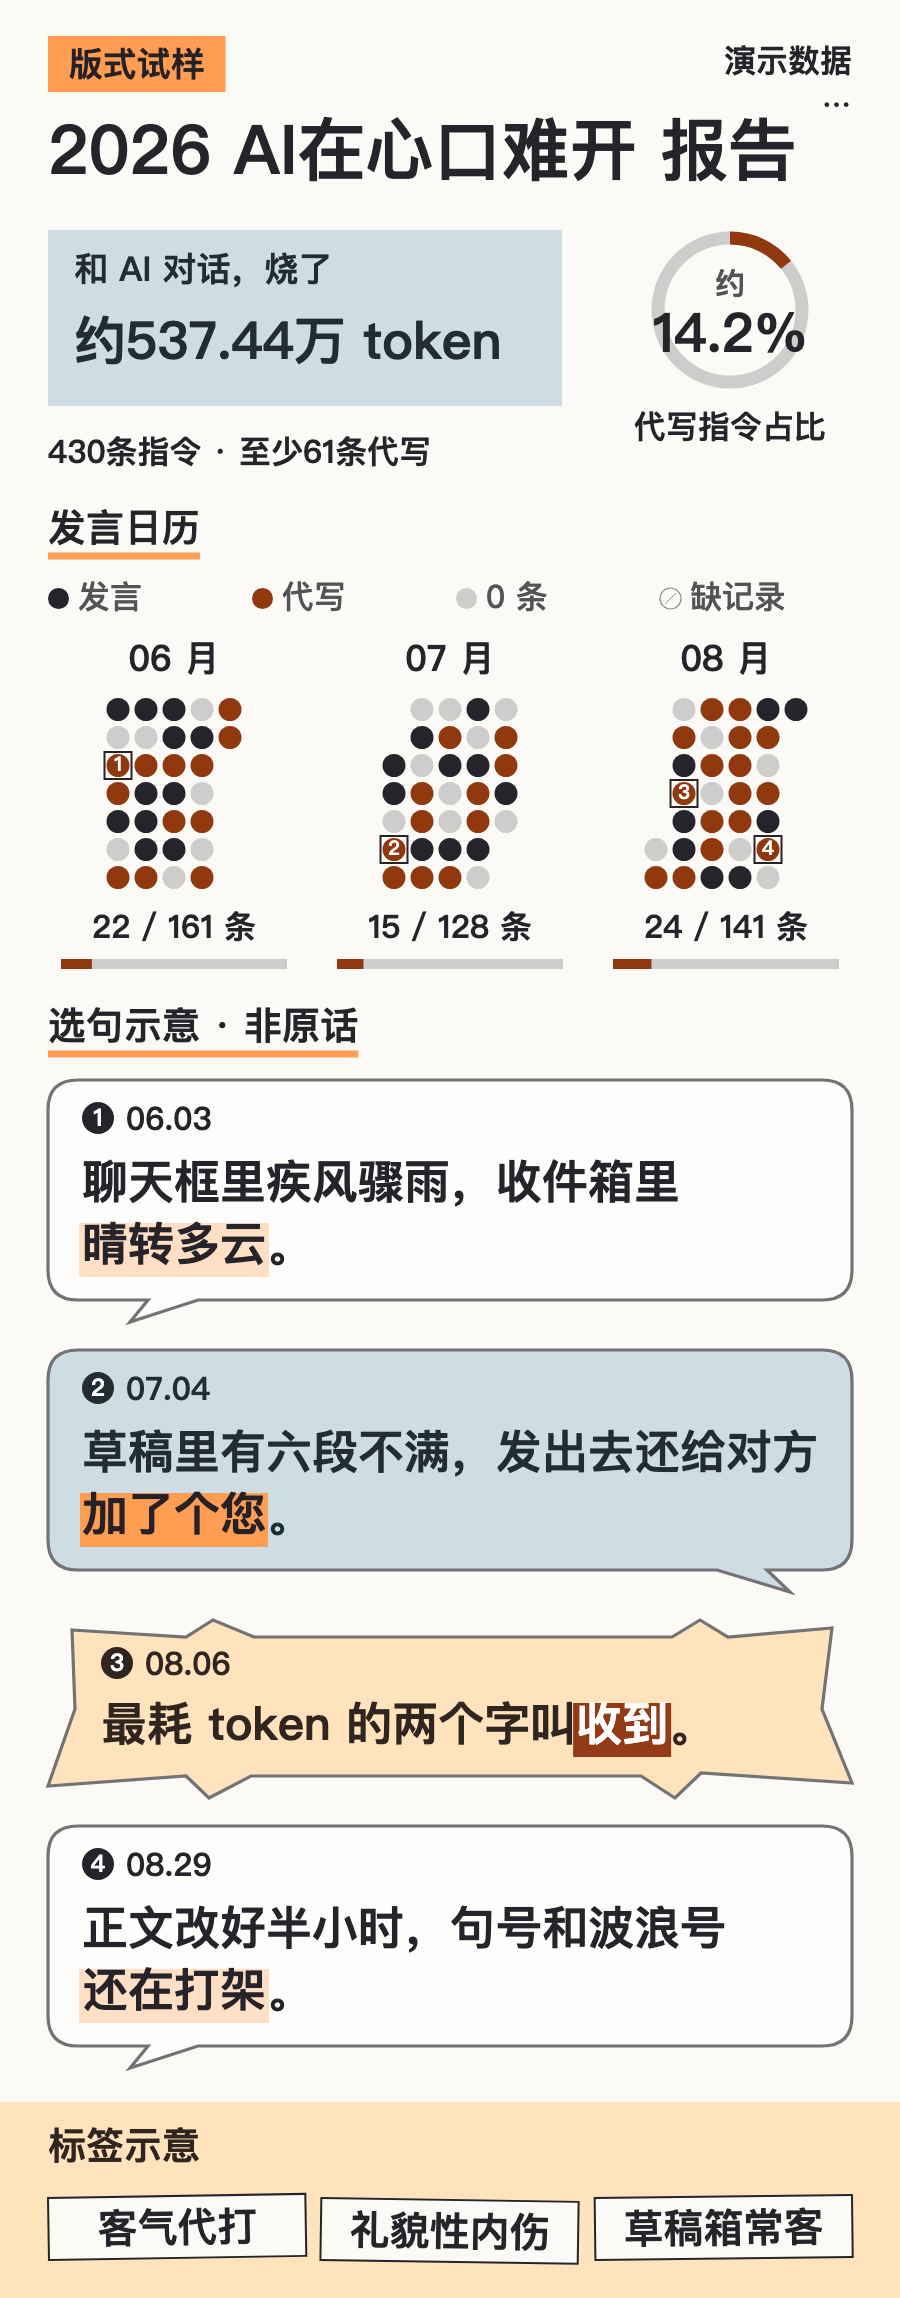 版式试样
演示数据
...
2026 AI在心口难开 报告
和 AI 对话，烧了
约537.44万 token
约
14.2%
代写指令占比
430条指令 · 至少61条代写
发言日历
发言
代写
0 条
缺记录
06 月
07 月
08 月
1
3
2
4
22 / 161 条
15 / 128 条
24 / 141 条
选句示意 · 非原话
1 06.03
聊天框里疾风骤雨，收件箱里
晴转多云。
2 07.04
草稿里有六段不满，发出去还给对方
加了个您。
3 08.06
最耗 token 的两个字叫收到。
4 08.29
正文改好半小时，句号和波浪号
还在打架。
标签示意
客气代打
礼貌性内伤
草稿箱常客